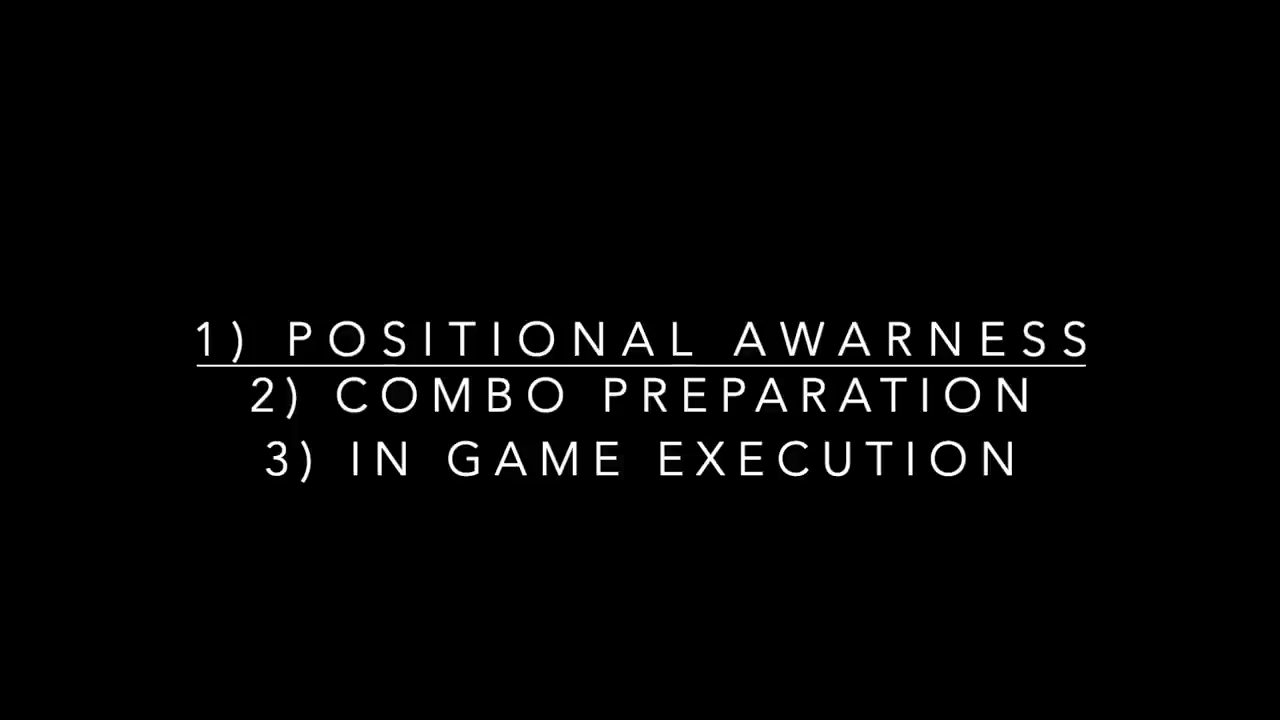 1) POSITIONAL AWARNESS
2) COMBO PREPARATION
3) IN GAME EXECUTION